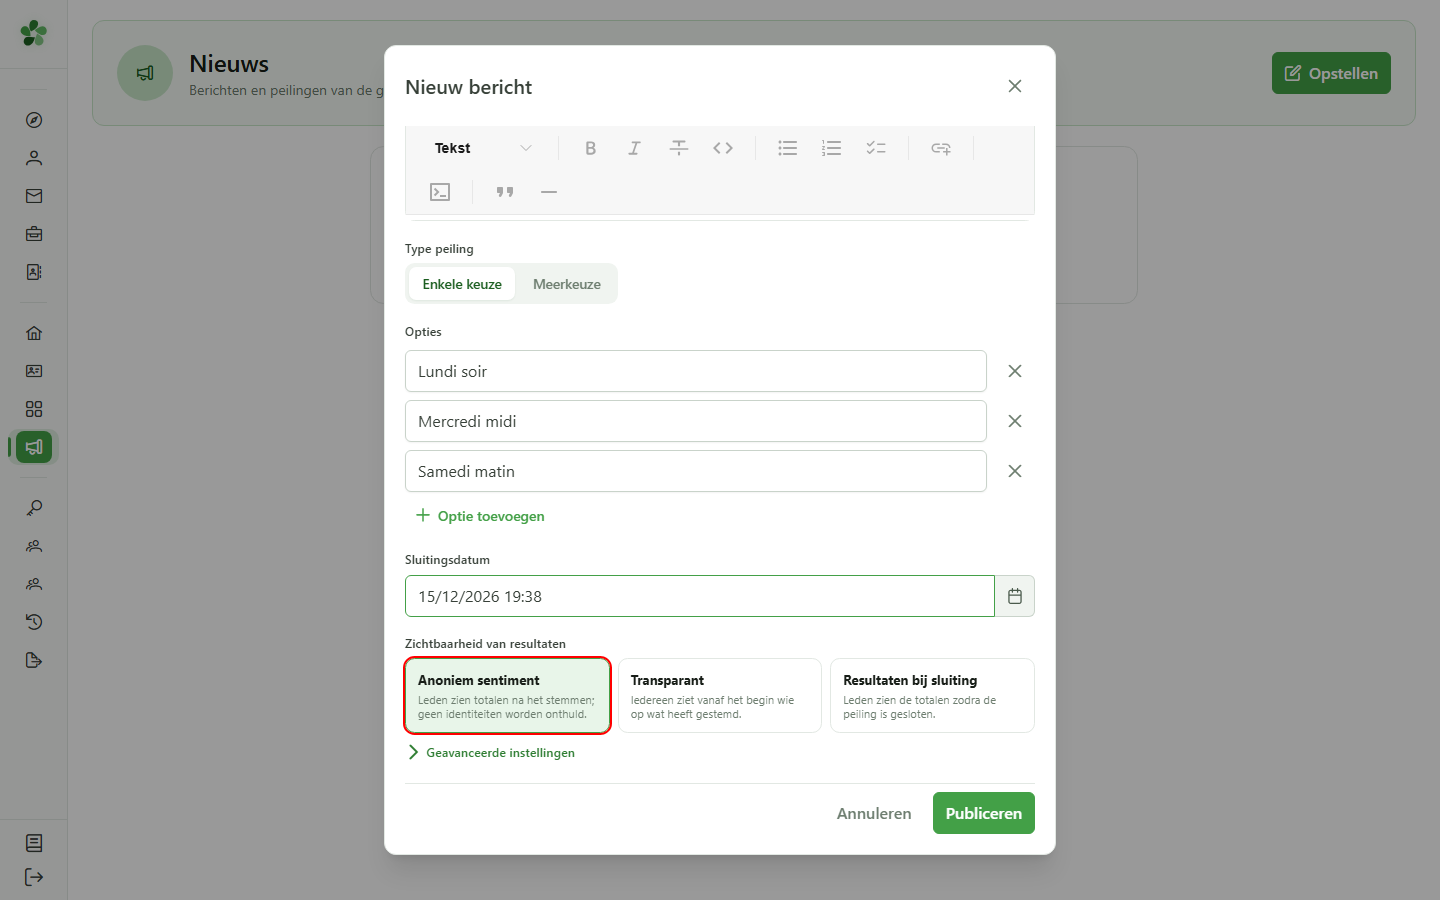 Nieuws
Berichten en peilingen van de g
Opstellen
Nieuw bericht
Tekst
Type peiling
Enkele keuze
Meerkeuze
Opties
Lundi soir
Mercredi midi
Samedi matin
Optie toevoegen
Sluitingsdatum
15/12/2026 19:38
Zichtbaarheid van resultaten
Anoniem sentiment
Leden zien totalen na het stemmen;
geen identiteiten worden onthuld.
Transparant
Iedereen ziet vanaf het begin wie
op wat heeft gestemd.
Resultaten bij sluiting
Leden zien de totalen zodra de
peiling is gesloten.
Geavanceerde instellingen
Annuleren
Publiceren